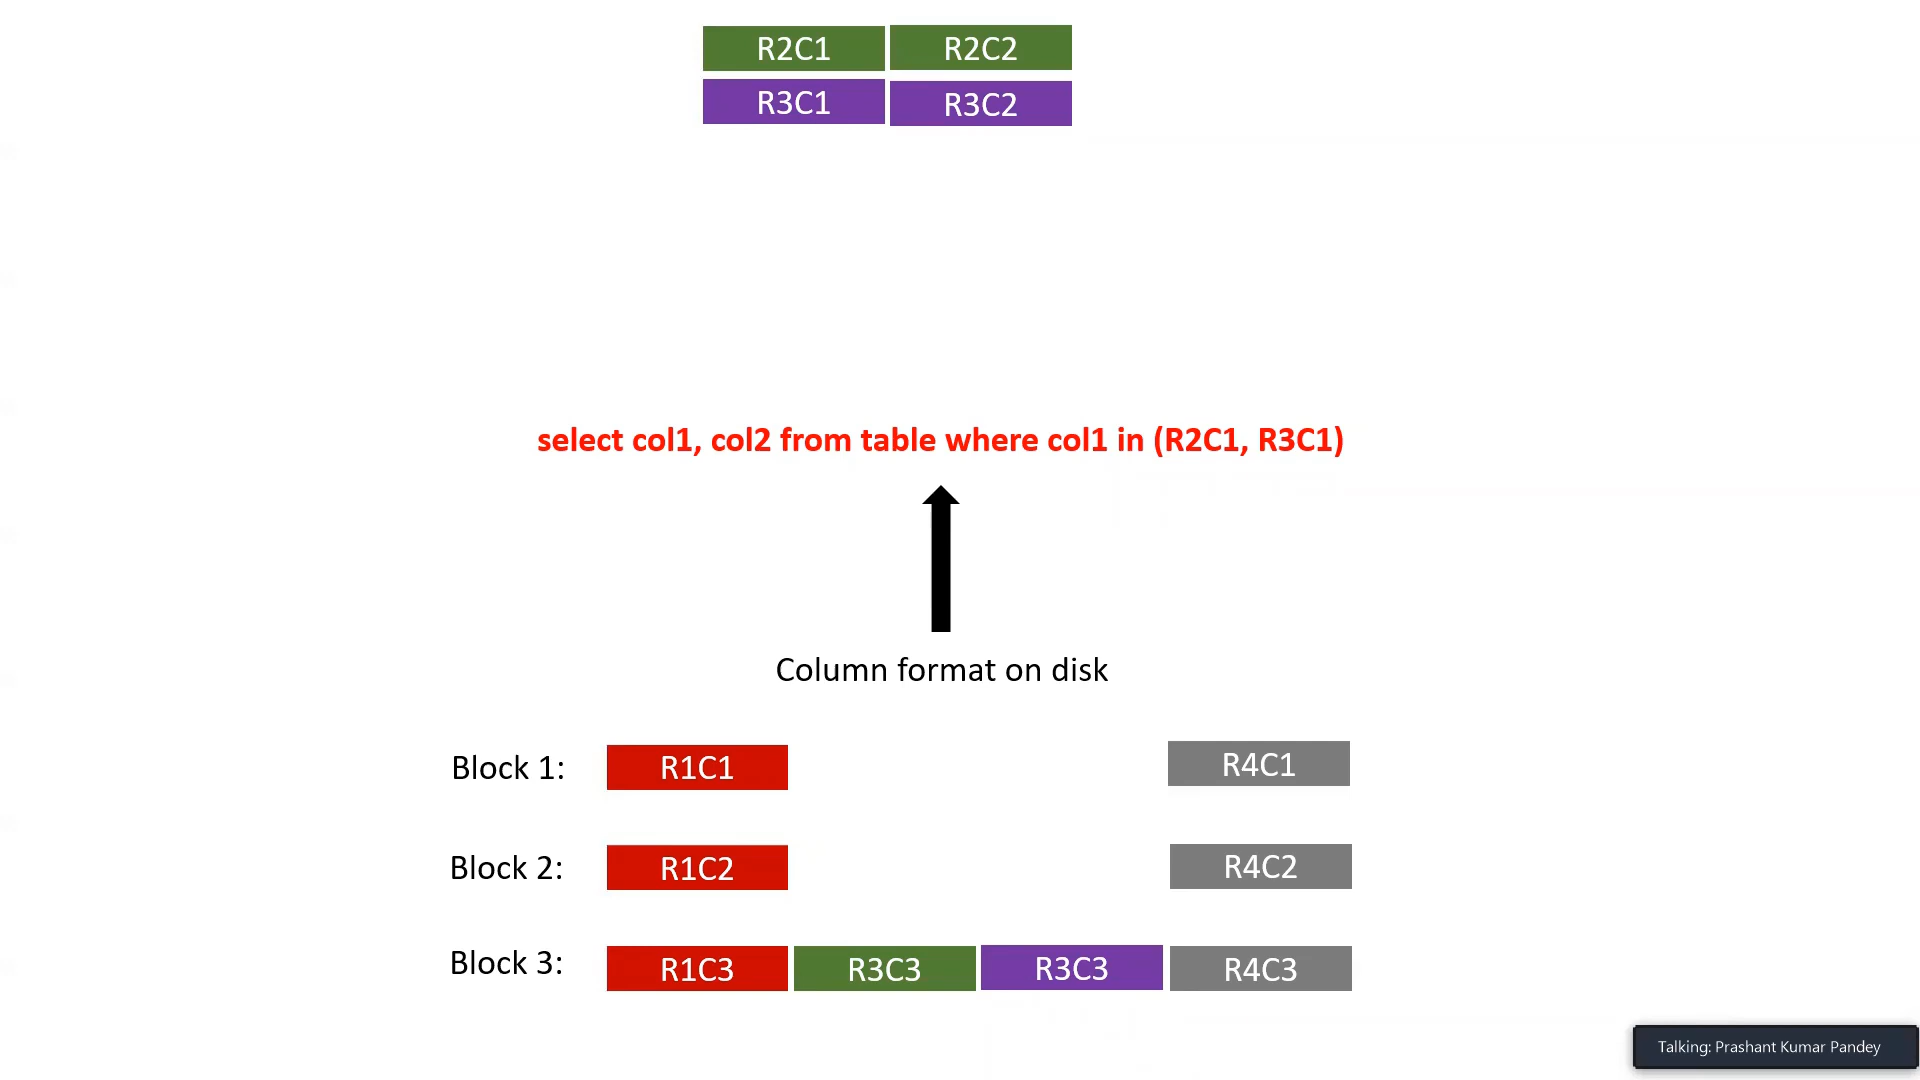 R2C1 R2C2
R3C1 R3C2
select col1, col2 from table where col1 in (R2C1, R3C1)
Column format on disk
Block 1: R1C1 R4C1
Block 2: R1C2 R4C2
Block 3: R1C3 R3C3 R3C3 R4C3
Talking: Prashant Kumar Pandey